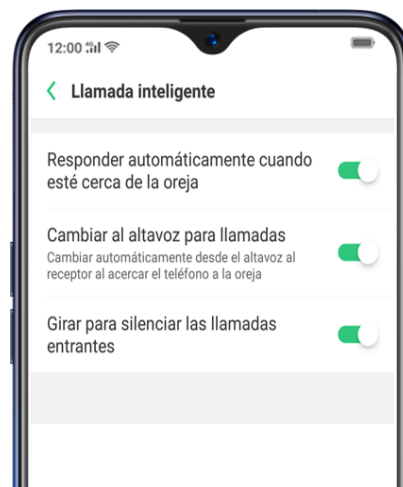 12:00
Llamada inteligente
Responder automáticamente cuando
esté cerca de la oreja
Cambiar al altavoz para llamadas
Cambiar automáticamente desde el altavoz al
receptor al acercar el teléfono a la oreja
Girar para silenciar las llamadas
entrantes